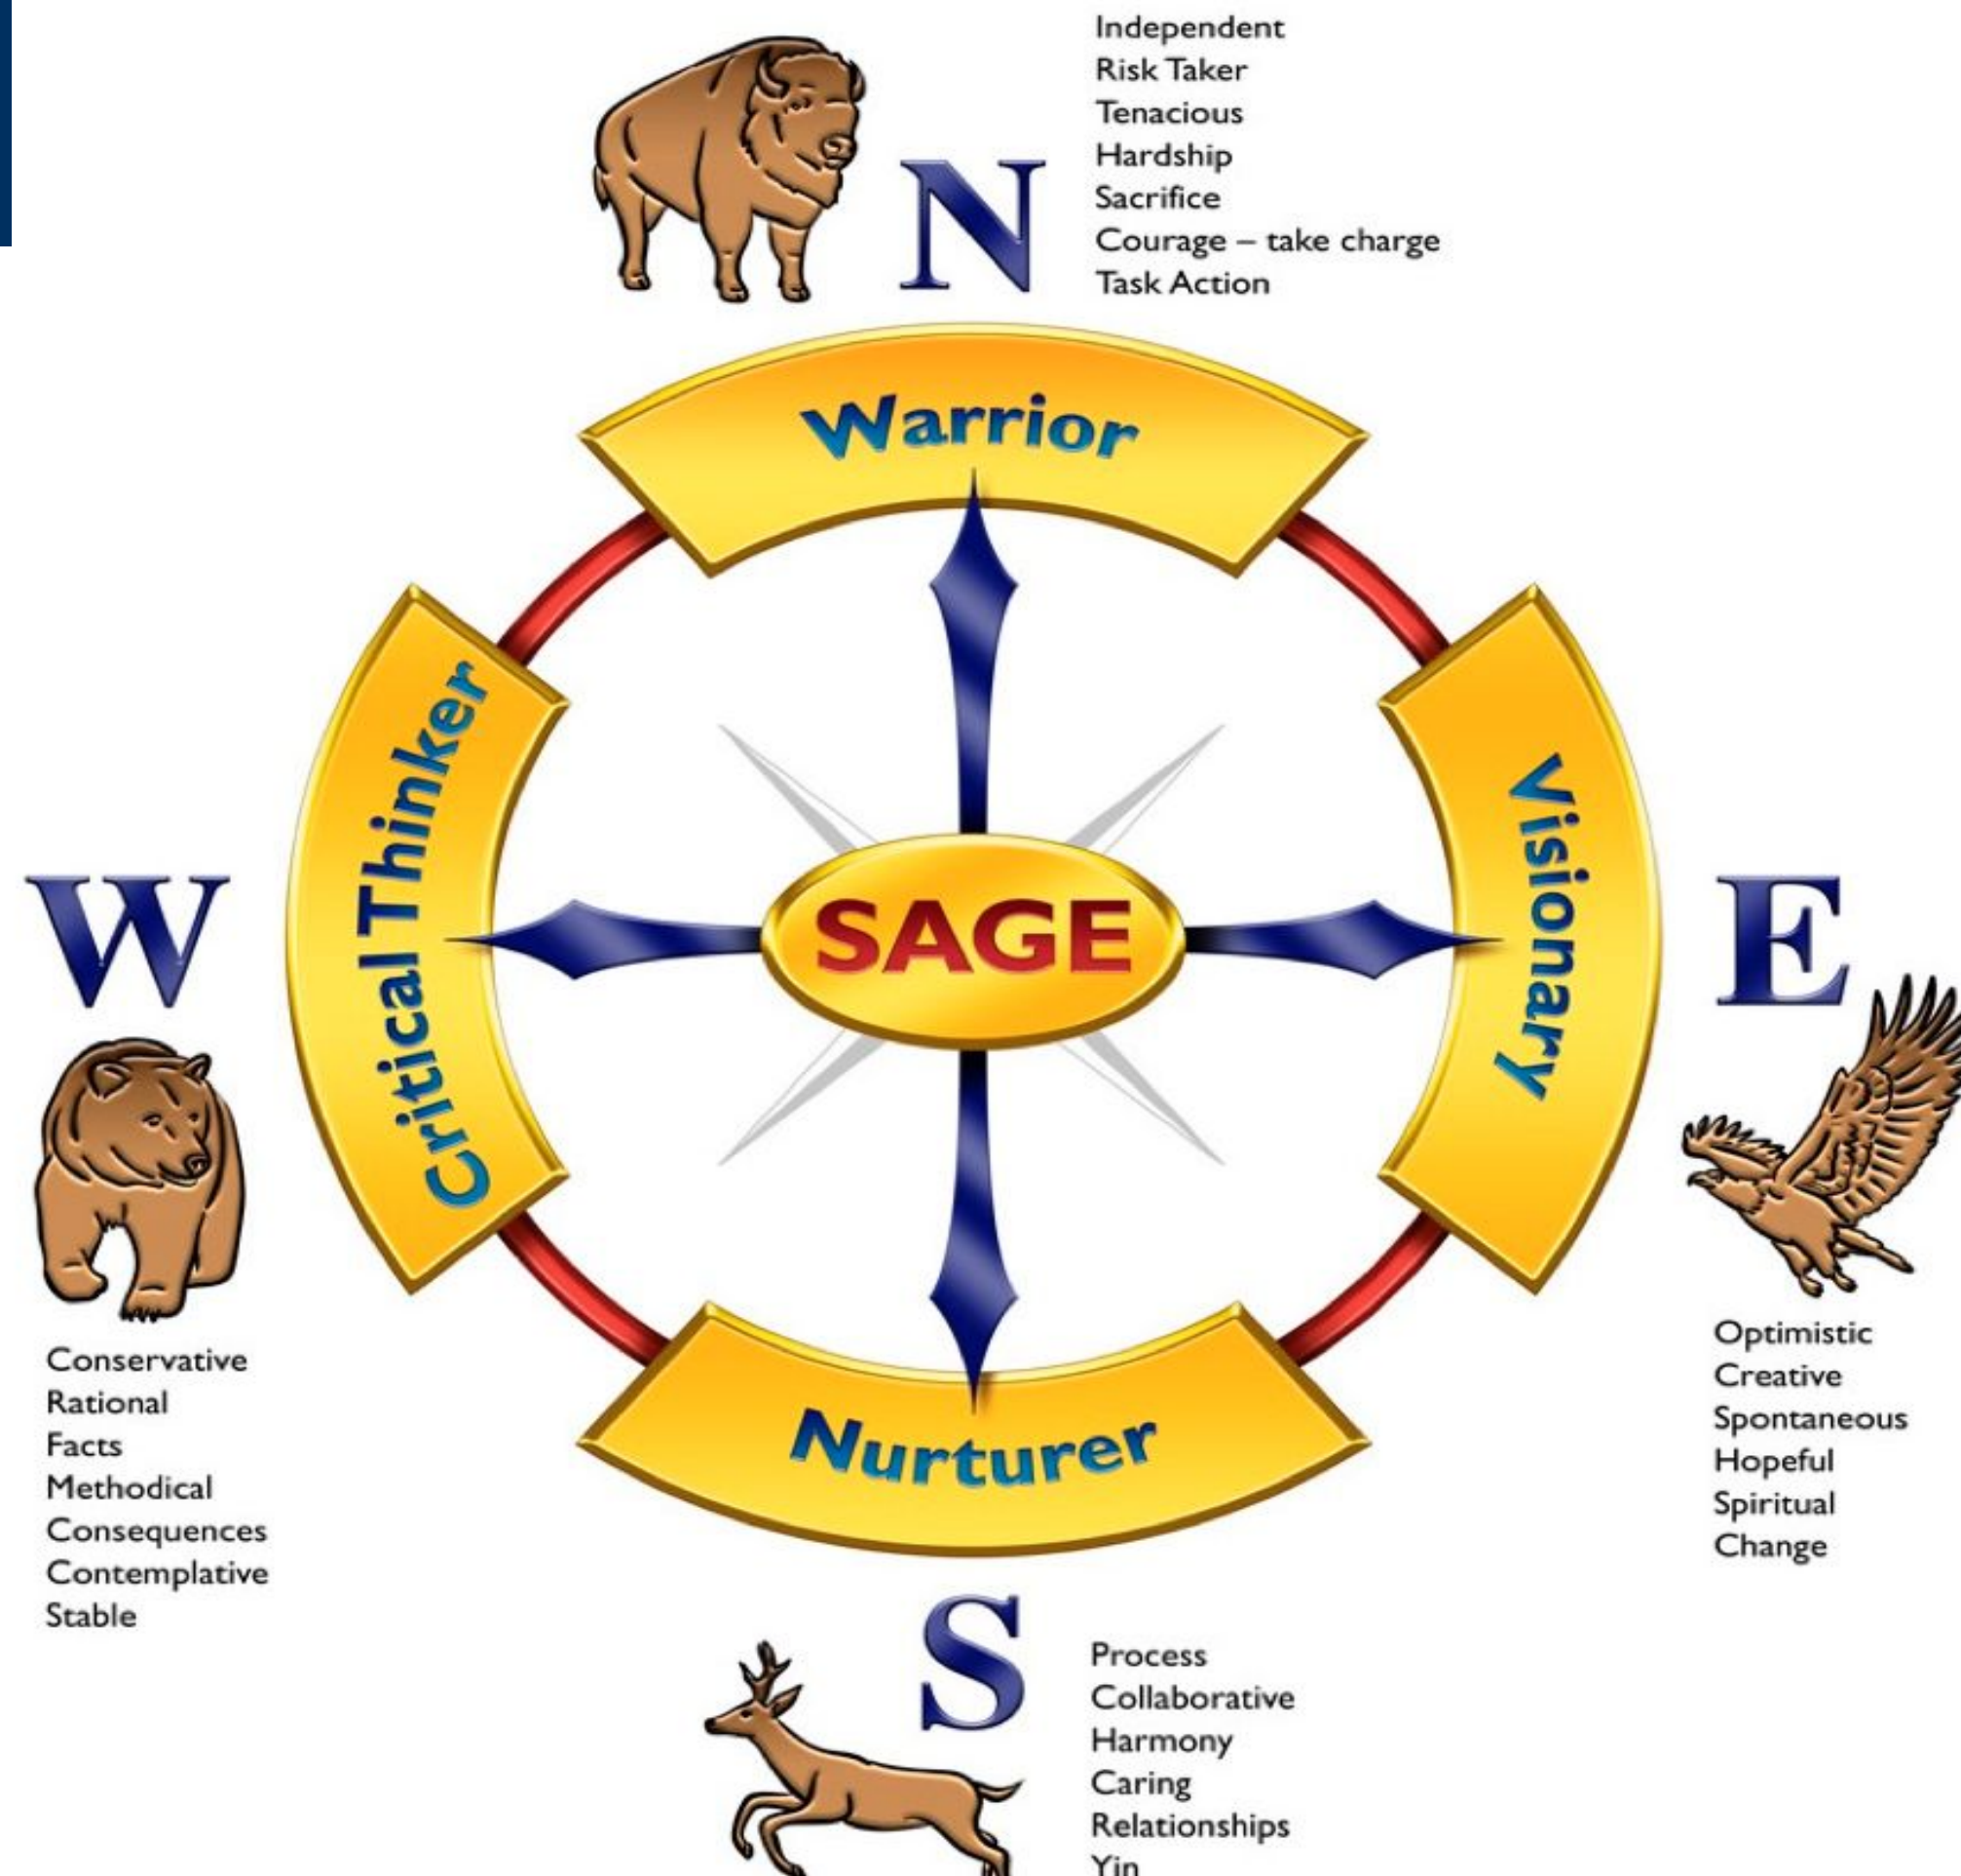 Independent
Risk Taker
Tenacious
Hardship
Sacrifice
Courage – take charge
Task Action
N
Warrior
Critical Thinker
SAGE
Visionary
W
E
Conservative
Rational
Facts
Methodical
Consequences
Contemplative
Stable
Optimistic
Creative
Spontaneous
Hopeful
Spiritual
Change
Nurturer
S
Process
Collaborative
Harmony
Caring
Relationships
Yin